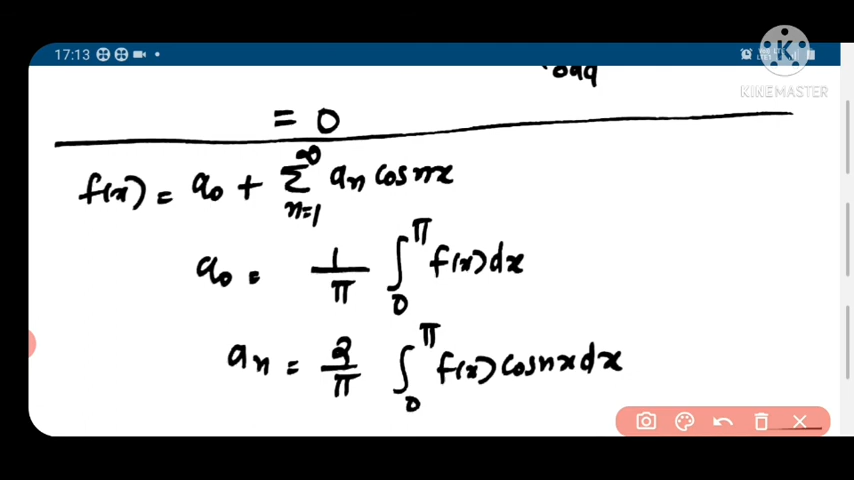 17:13
KINEMASTER
= 0
f(x) = a₀ + ∞ Σ n=1 aₙ cos nx
a₀ = 1/π ∫₀^π f(x) dx
aₙ = 2/π ∫₀^π f(x) cos nx dx